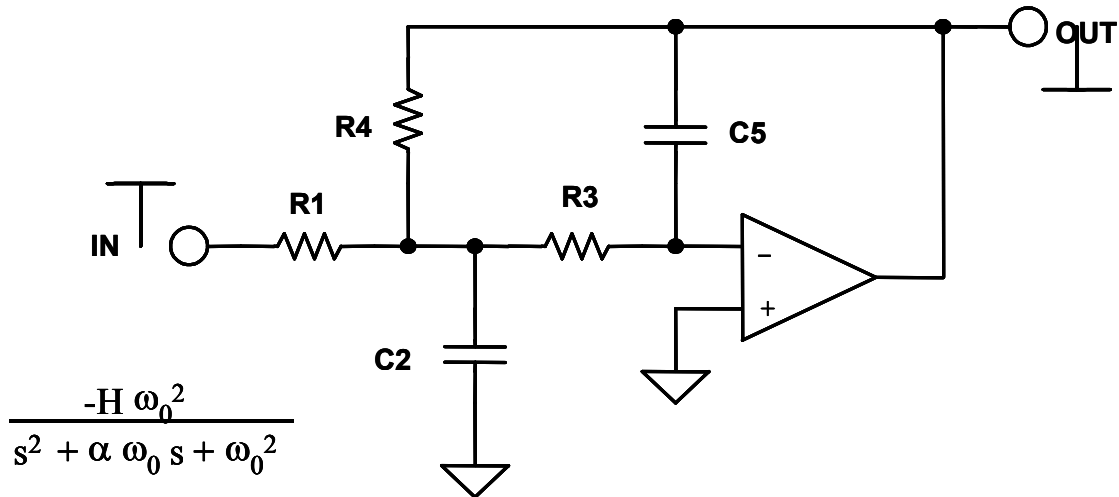 OUT
R4
C5
R1
R3
IN
−
+
C2
-H ω₀²
s² + α ω₀ s + ω₀²